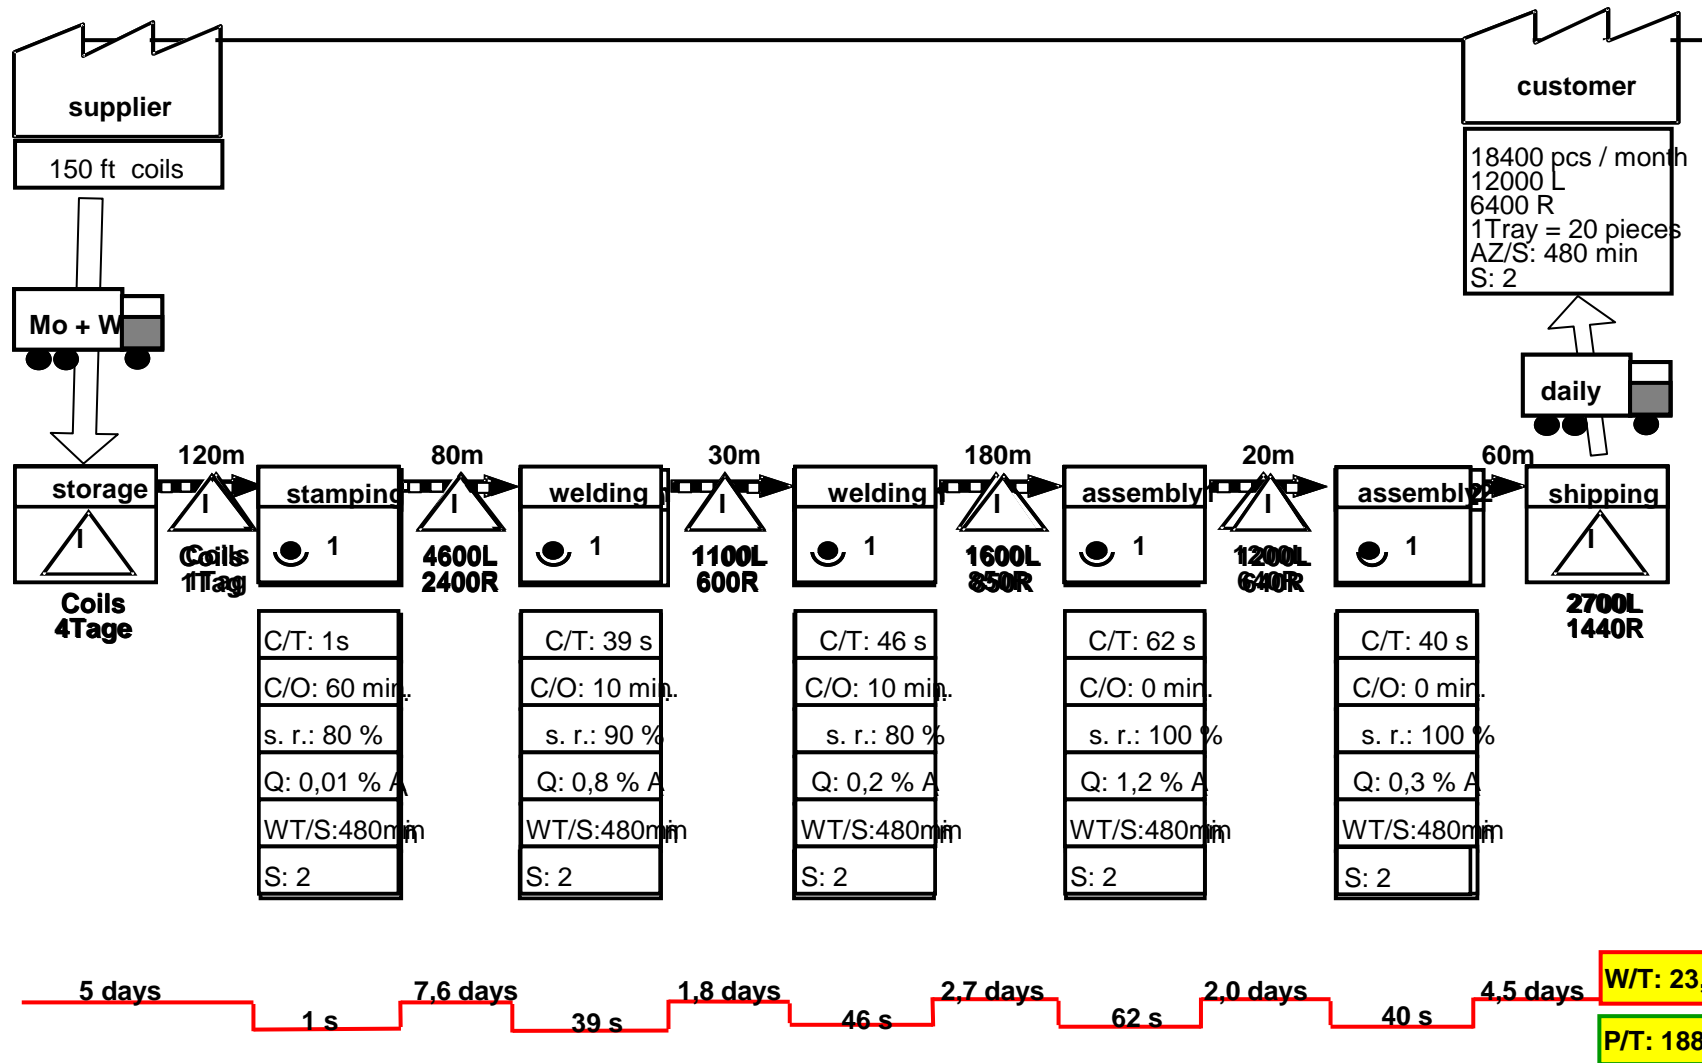 supplier
customer
150 ft coils
18400 pcs / month
12000 L
6400 R
1Tray = 20 pieces
AZ/S: 480 min
S: 2
Mo + W
daily
120m
80m
30m
180m
20m
60m
storage
stamping
welding
welding
assembly
assembly
shipping
I
I
I
I
I
I
I
1
1
1
1
1
Coils
4Tage
Coils
1Tag
4600L
2400R
1100L
600R
1600L
850R
1200L
640R
2700L
1440R
C/T: 1s
C/O: 60 min.
s. r.: 80 %
Q: 0,01 % A
WT/S:480min
S: 2
C/T: 39 s
C/O: 10 min.
s. r.: 90 %
Q: 0,8 % A
WT/S:480min
S: 2
C/T: 46 s
C/O: 10 min.
s. r.: 80 %
Q: 0,2 % A
WT/S:480min
S: 2
C/T: 62 s
C/O: 0 min.
s. r.: 100 %
Q: 1,2 % A
WT/S:480min
S: 2
C/T: 40 s
C/O: 0 min.
s. r.: 100 %
Q: 0,3 % A
WT/S:480min
S: 2
5 days
1 s
7,6 days
39 s
1,8 days
46 s
2,7 days
62 s
2,0 days
40 s
4,5 days
W/T: 23,
P/T: 188